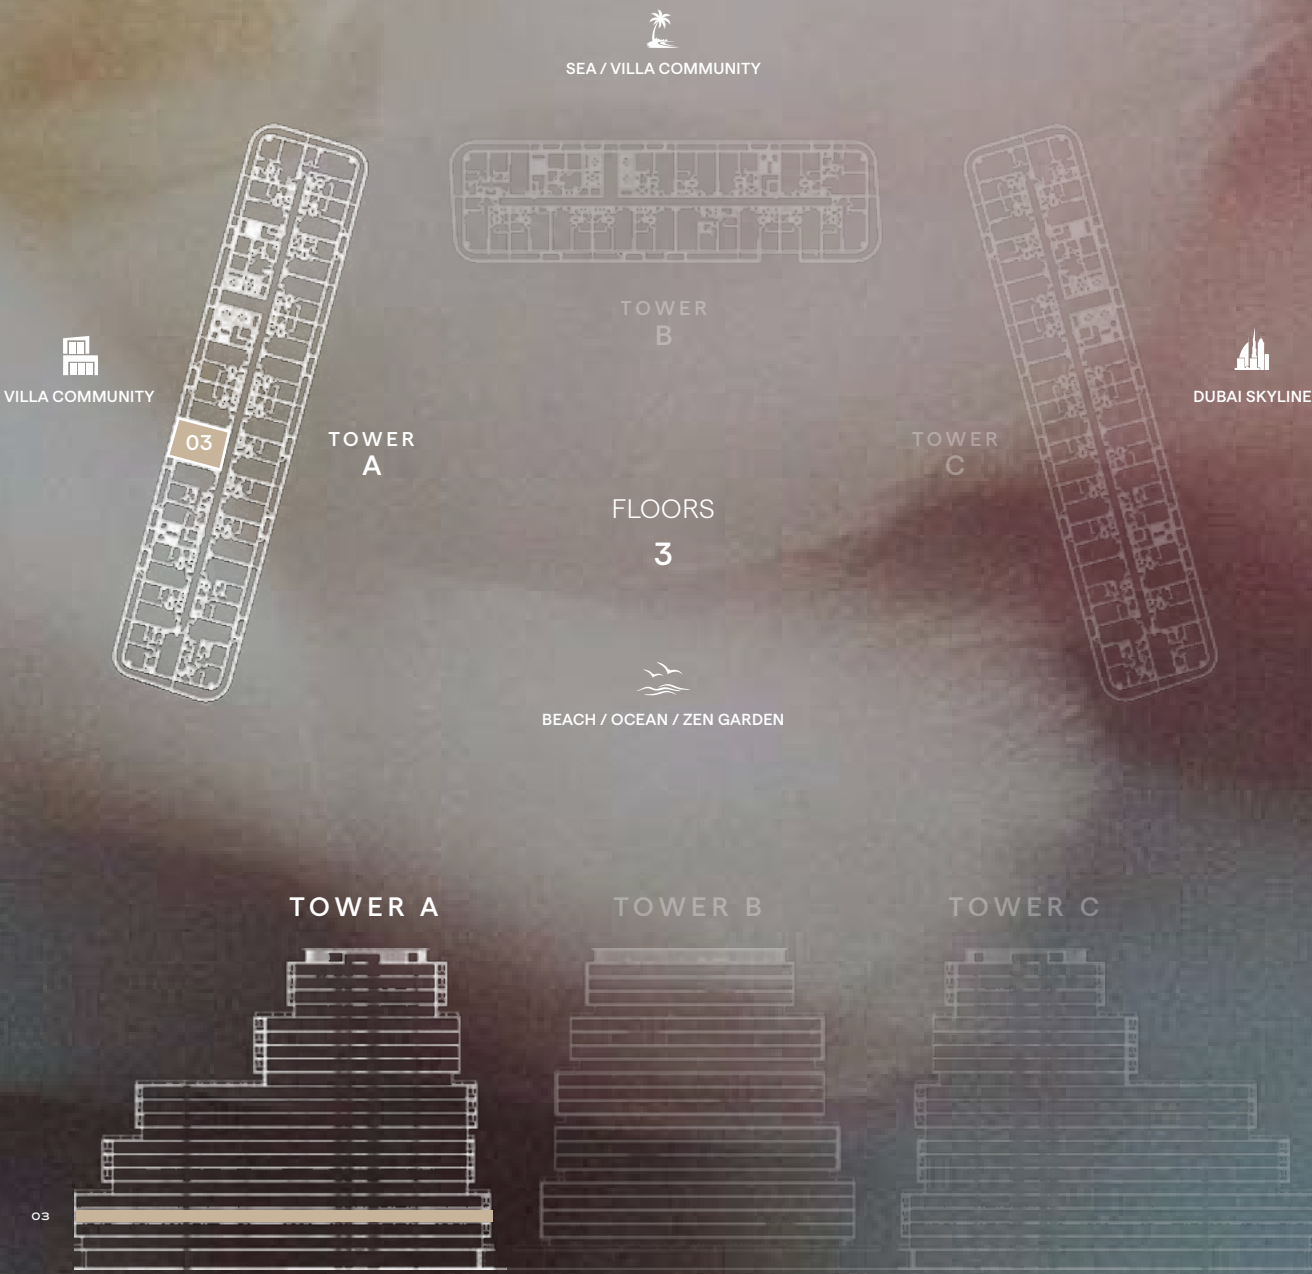 SEA / VILLA COMMUNITY
TOWER
B
VILLA COMMUNITY
DUBAI SKYLINE
03
TOWER
A
TOWER
C
FLOORS
3
BEACH / OCEAN / ZEN GARDEN
TOWER A
TOWER B
TOWER C
03